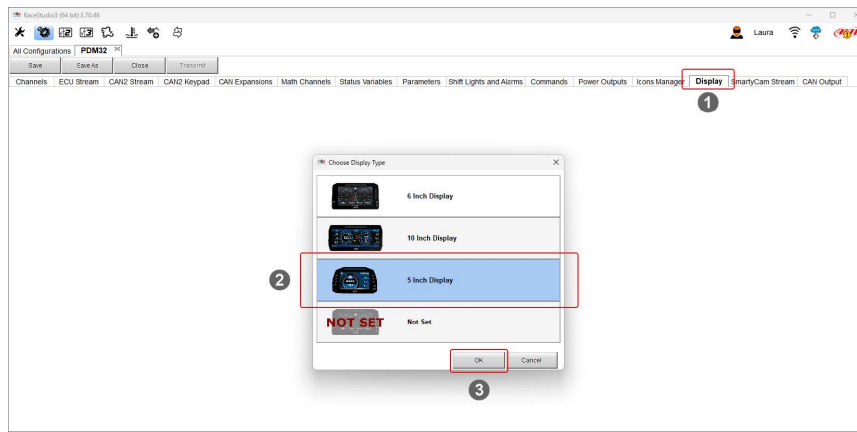 RaceStudio3 (64 bit) 3.70.46
Laura
All Configurations PDM32
Save Save As Close Transmit
Channels ECU Stream CAN2 Stream CAN2 Keypad CAN Expansions Math Channels Status Variables Parameters Shift Lights and Alarms Commands Power Outputs Icons Manager Display SmartyCam Stream CAN Output
1
Choose Display Type
6 Inch Display
10 Inch Display
2
5 Inch Display
NOT SET Not Set
OK Cancel
3